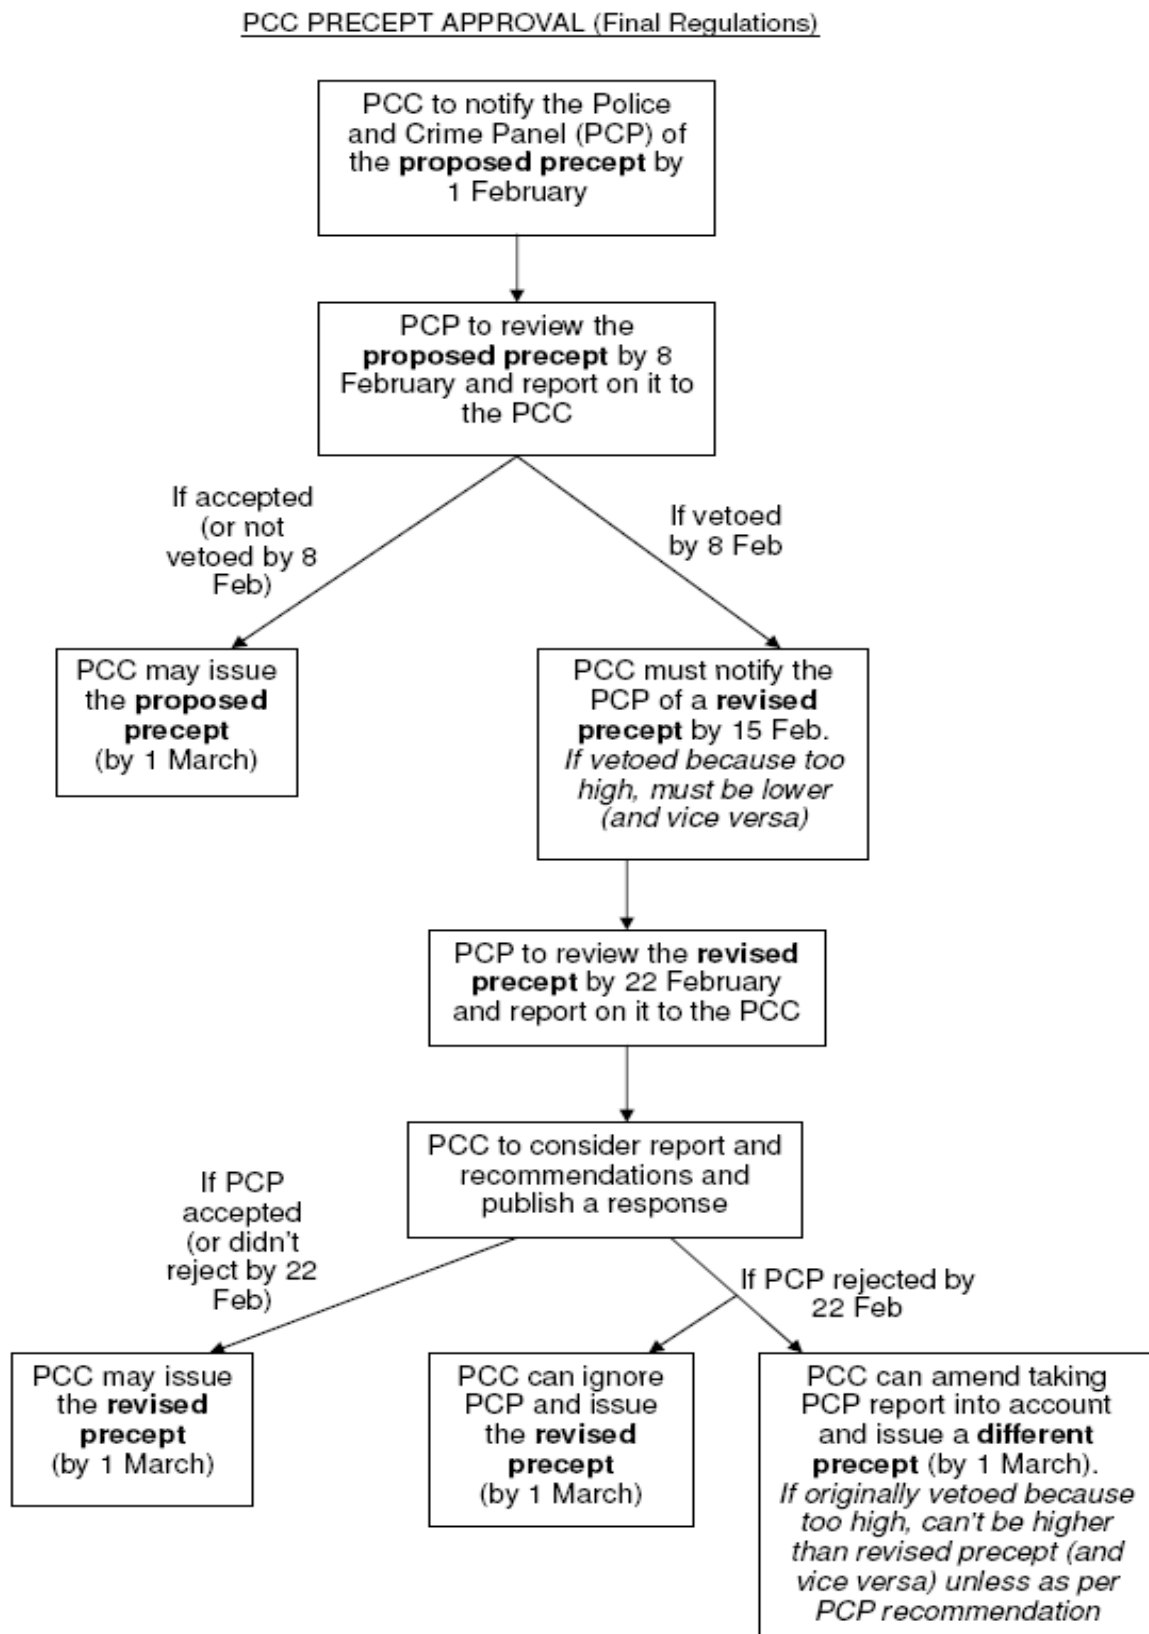 PCC PRECEPT APPROVAL (Final Regulations)
PCC to notify the Police
and Crime Panel (PCP) of
the proposed precept by
1 February
PCP to review the
proposed precept by 8
February and report on it to
the PCC
If accepted
(or not
vetoed by 8
Feb)
If vetoed
by 8 Feb
PCC may issue
the proposed
precept
(by 1 March)
PCC must notify the
PCP of a revised
precept by 15 Feb.
If vetoed because too
high, must be lower
(and vice versa)
PCP to review the revised
precept by 22 February
and report on it to the PCC
PCC to consider report and
recommendations and
publish a response
If PCP
accepted
(or didn't
reject by 22
Feb)
If PCP rejected by
22 Feb
PCC may issue
the revised
precept
(by 1 March)
PCC can ignore
PCP and issue
the revised
precept
(by 1 March)
PCC can amend taking
PCP report into account
and issue a different
precept (by 1 March).
If originally vetoed because
too high, can't be higher
than revised precept (and
vice versa) unless as per
PCP recommendation